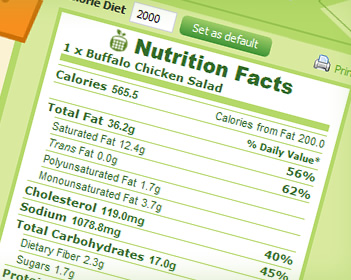 Diet 2000
Set as default
Nutrition Facts
Print
1 x Buffalo Chicken Salad
Calories 565.5
Calories from Fat 200.0
% Daily Value*
Total Fat 36.2g 56%
Saturated Fat 12.4g 62%
Trans Fat 0.0g
Polyunsaturated Fat 1.7g
Monounsaturated Fat 3.7g
Cholesterol 119.0mg 40%
Sodium 1078.8mg 45%
Total Carbohydrates 17.0g
Dietary Fiber 2.3g
Sugars 1.7g